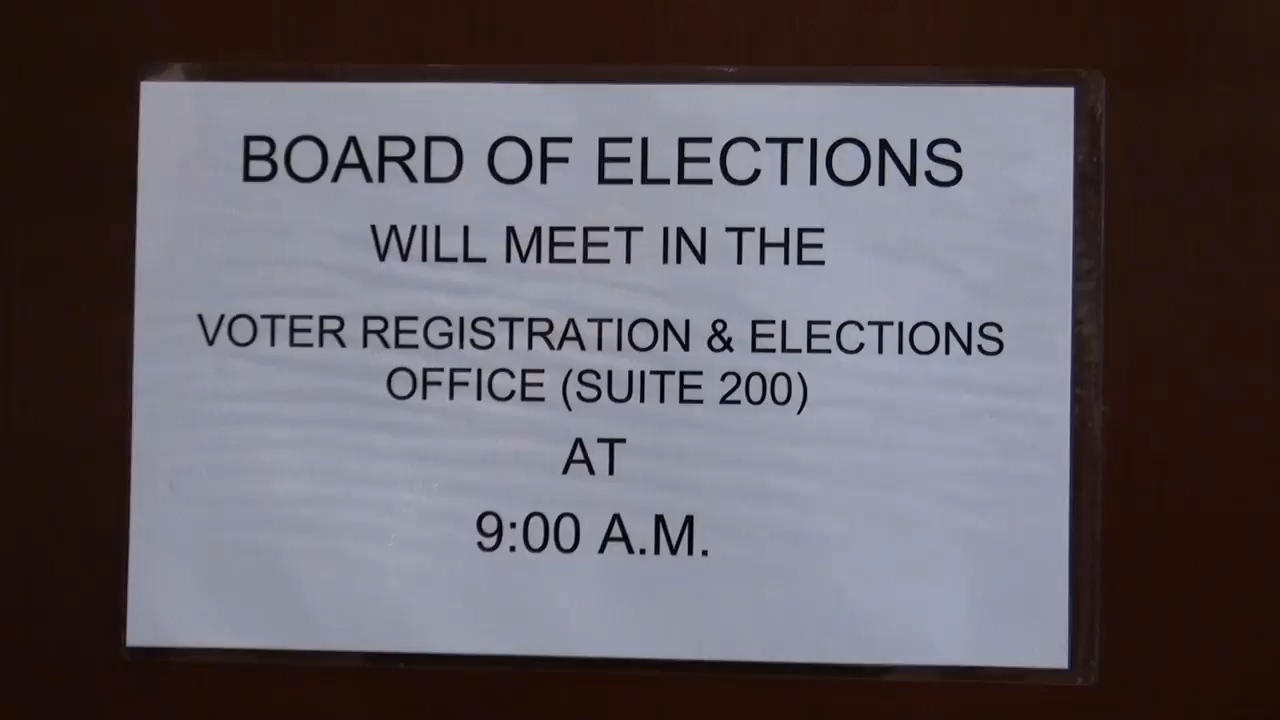 BOARD OF ELECTIONS
WILL MEET IN THE
VOTER REGISTRATION & ELECTIONS
OFFICE (SUITE 200)
AT
9:00 A.M.